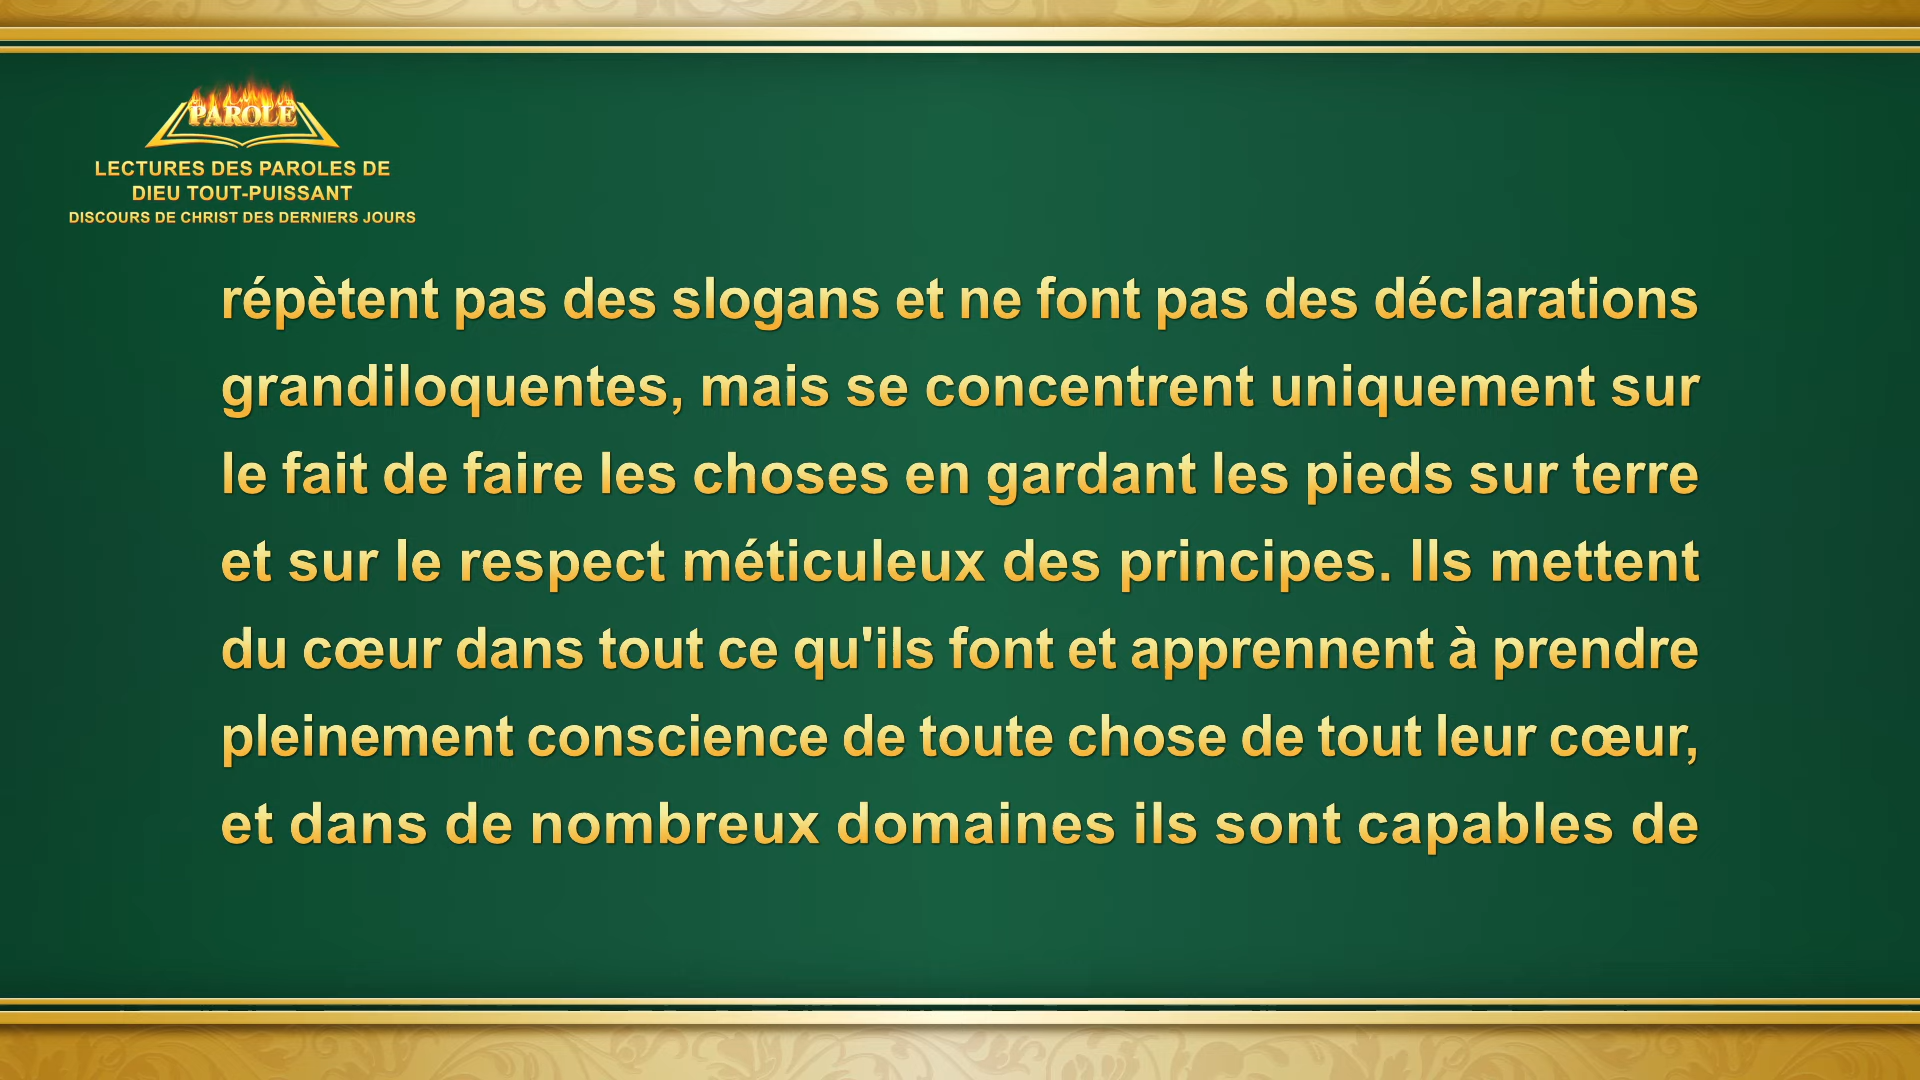 PAROLE
LECTURES DES PAROLES DE
DIEU TOUT-PUISSANT
DISCOURS DE CHRIST DES DERNIERS JOURS
répètent pas des slogans et ne font pas des déclarations
grandiloquentes, mais se concentrent uniquement sur
le fait de faire les choses en gardant les pieds sur terre
et sur le respect méticuleux des principes. Ils mettent
du cœur dans tout ce qu'ils font et apprennent à prendre
pleinement conscience de toute chose de tout leur cœur,
et dans de nombreux domaines ils sont capables de